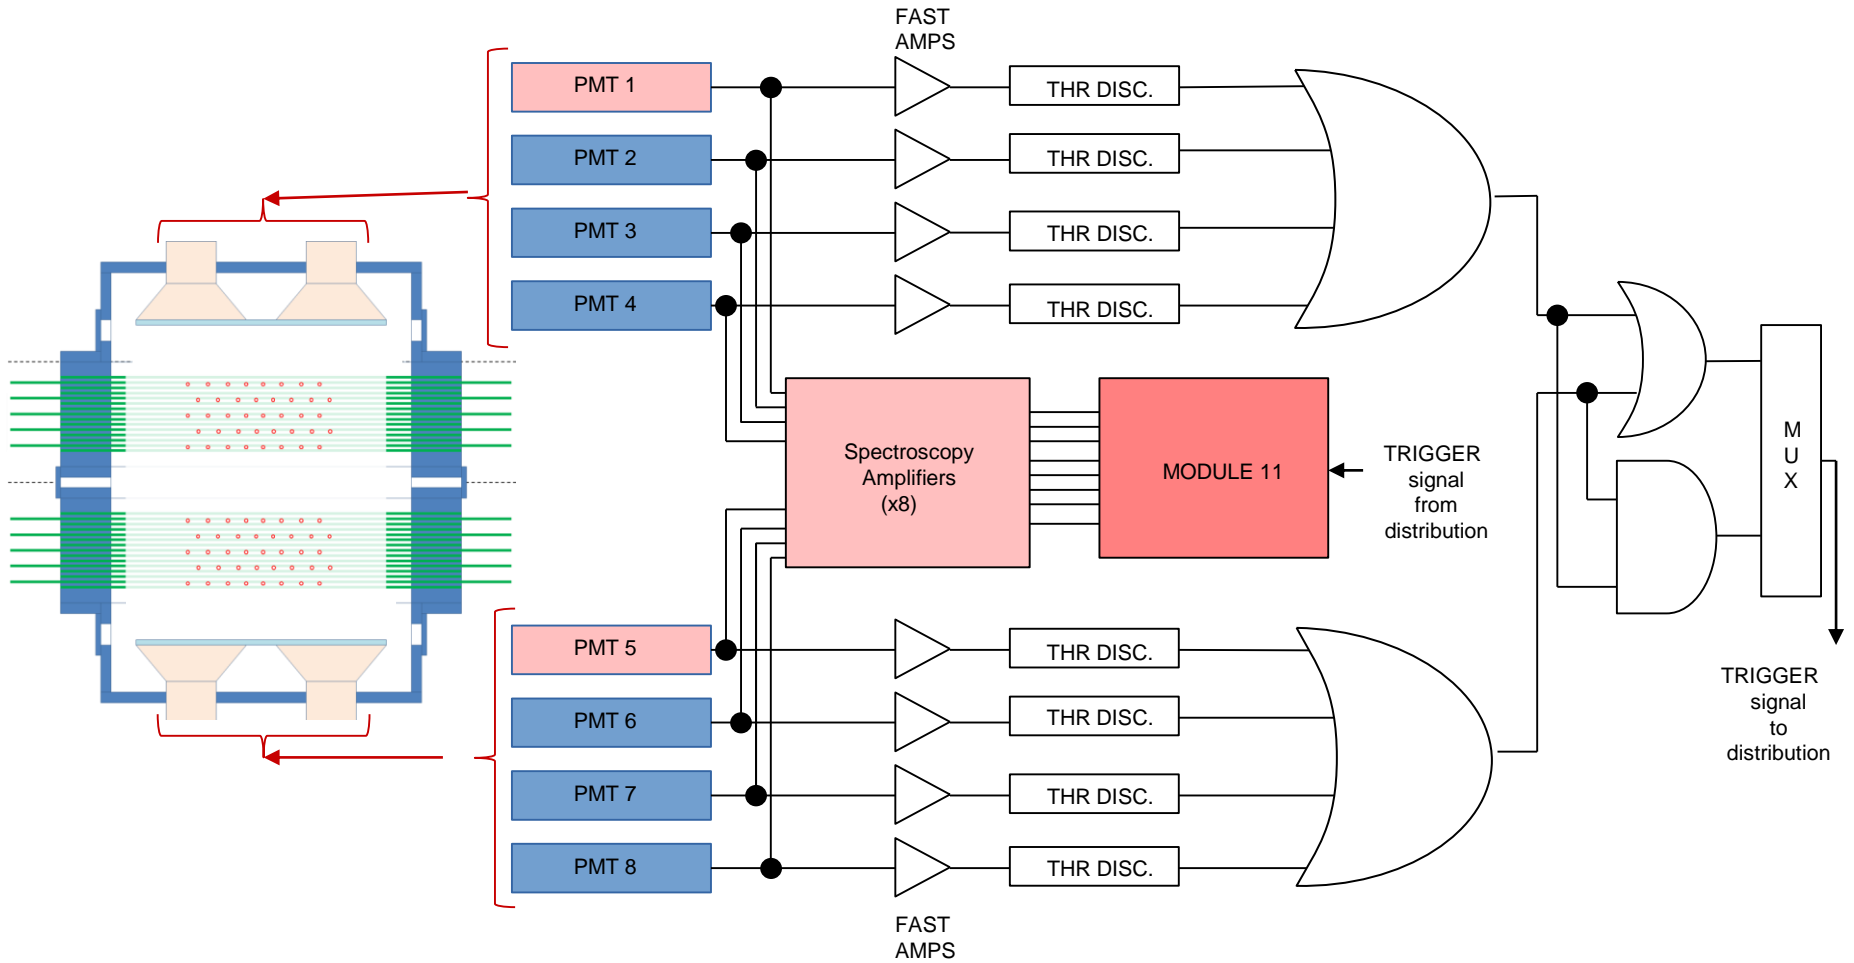 FAST
AMPS
PMT 1
THR DISC.
PMT 2
THR DISC.
PMT 3
THR DISC.
PMT 4
THR DISC.
Spectroscopy
Amplifiers
(x8)
MODULE 11
TRIGGER
signal
from
distribution
M
U
X
PMT 5
THR DISC.
PMT 6
THR DISC.
PMT 7
THR DISC.
PMT 8
THR DISC.
TRIGGER
signal
to
distribution
FAST
AMPS